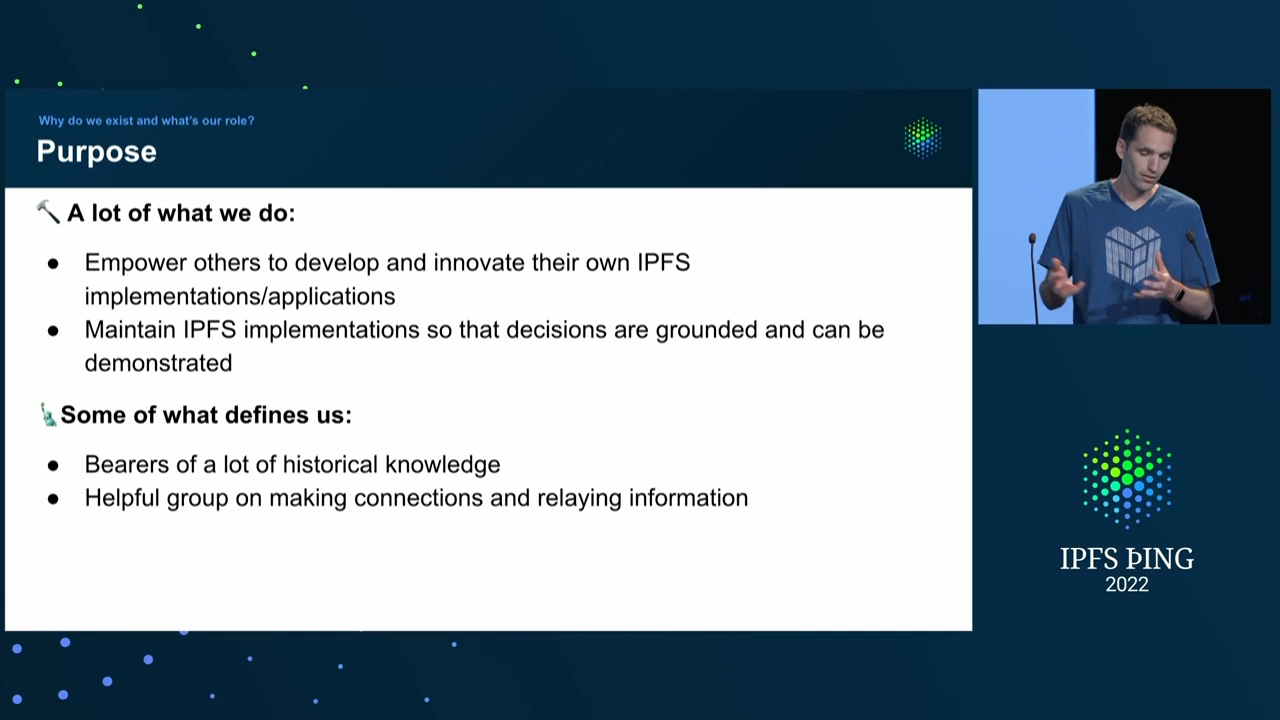 Why do we exist and what's our role?
Purpose
🔨 A lot of what we do:
● Empower others to develop and innovate their own IPFS
implementations/applications
● Maintain IPFS implementations so that decisions are grounded and can be
demonstrated
🗽Some of what defines us:
● Bearers of a lot of historical knowledge
● Helpful group on making connections and relaying information
IPFS ÞING
2022